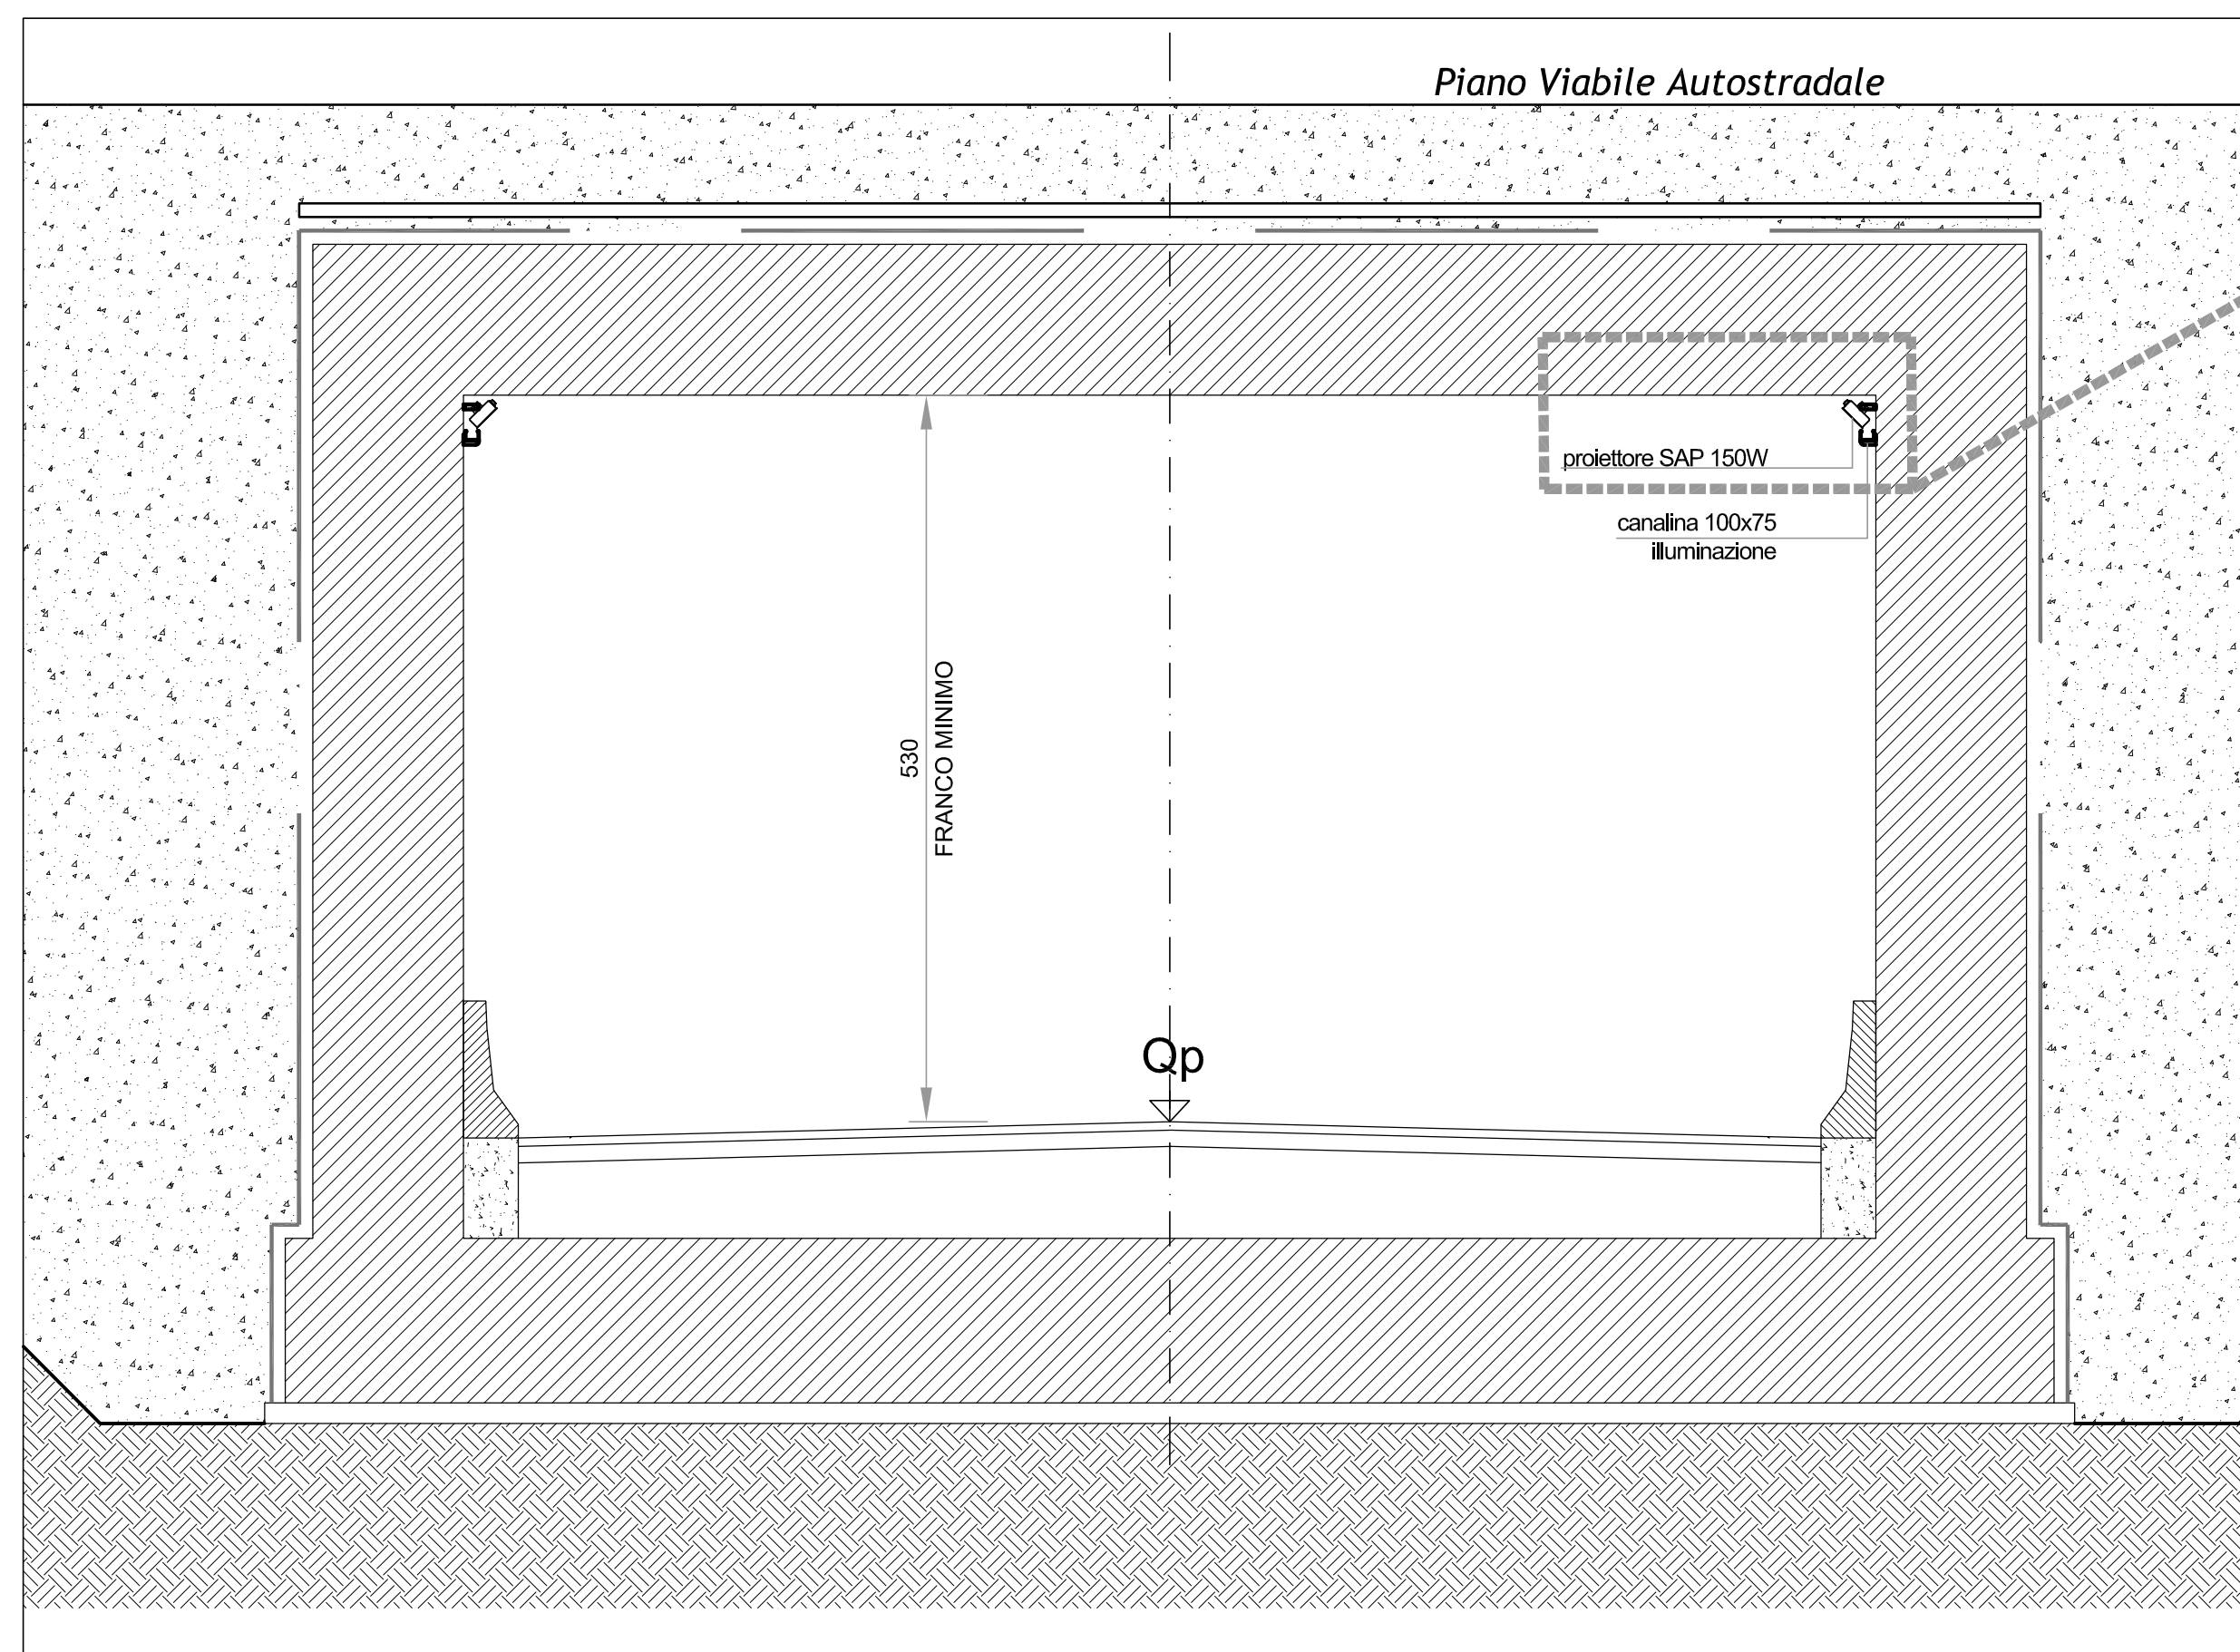 Piano Viabile Autostradale
proiettore SAP 150W
canalina 100x75
illuminazione
530
FRANCO MINIMO
Qp